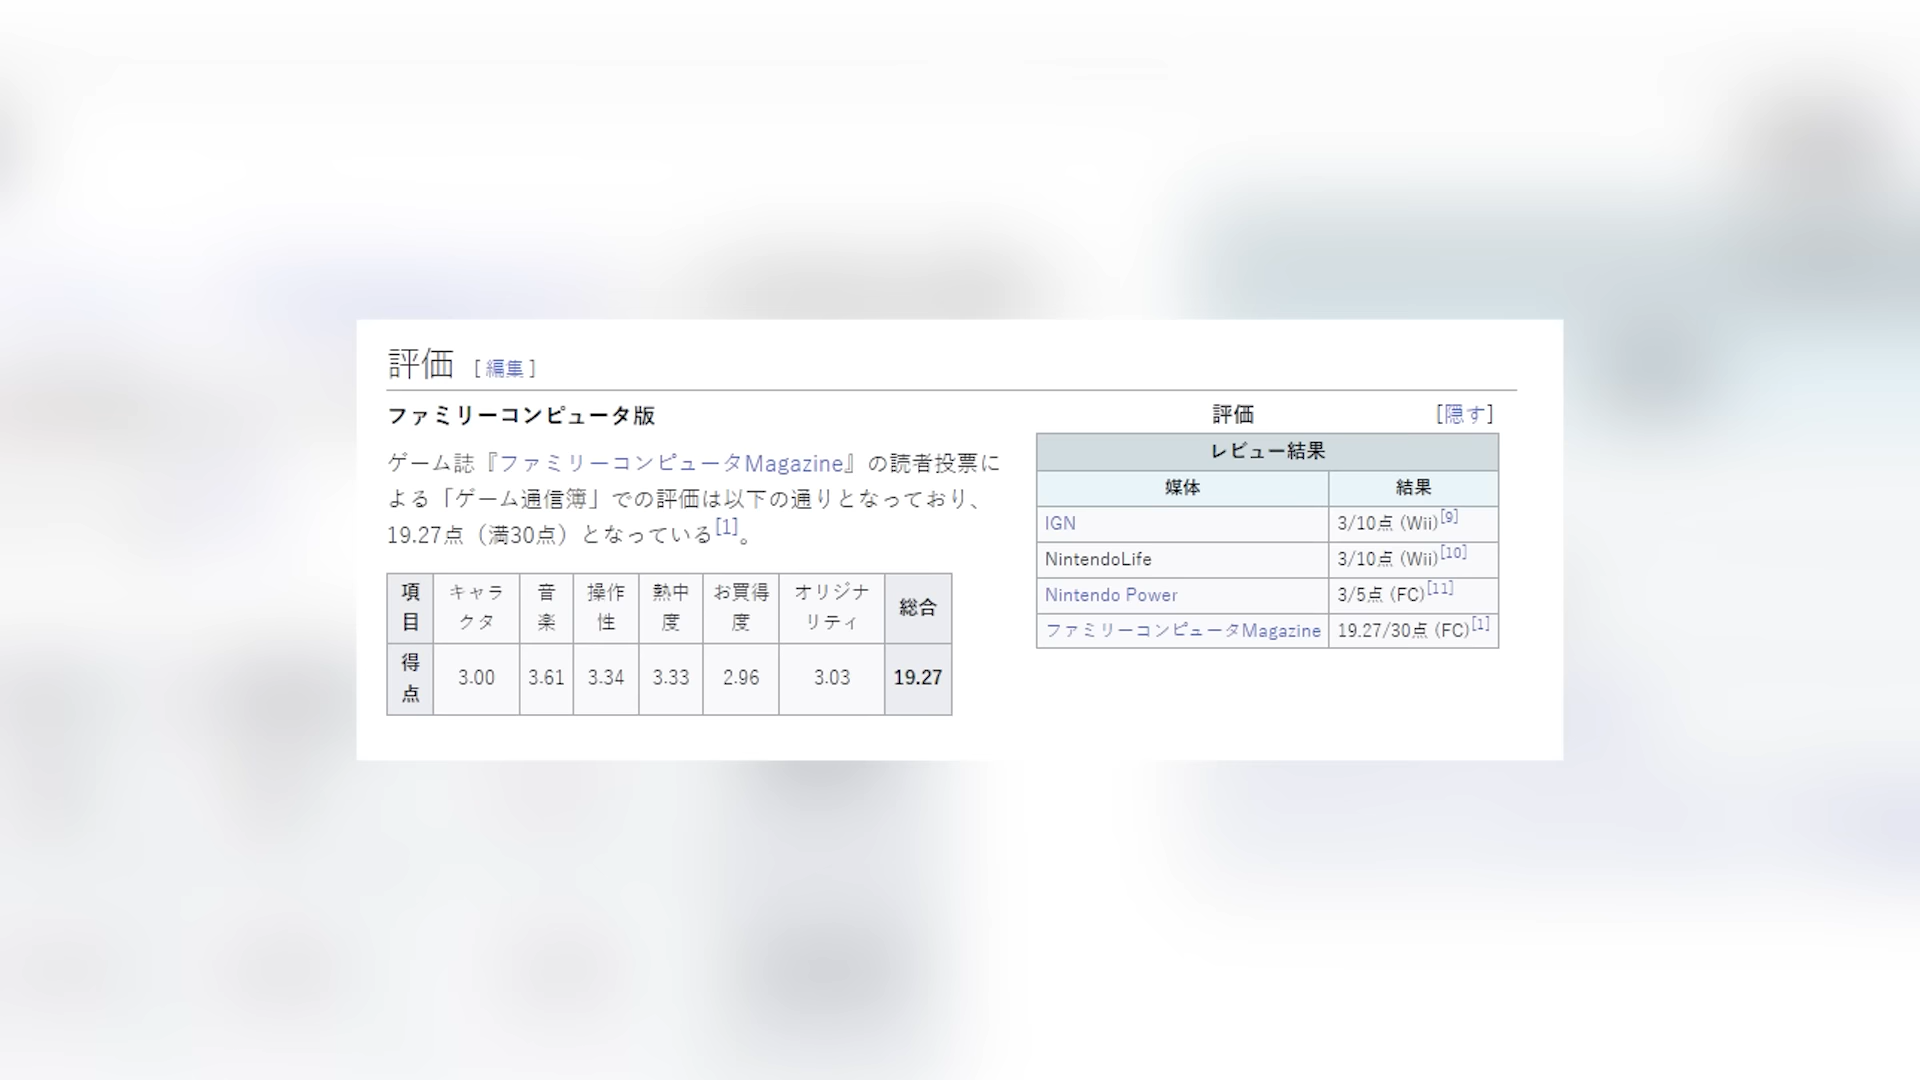 評価 [編集]
ファミリーコンピュータ版
ゲーム誌『ファミリーコンピュータMagazine』の読者投票に
よる「ゲーム通信簿」での評価は以下の通りとなっており、
19.27点（満30点）となっている[1]。
項目 キャラクタ 音楽 操作性 熱中度 お買得度 オリジナリティ 総合
得点 3.00 3.61 3.34 3.33 2.96 3.03 19.27
評価 [隠す]
レビュー結果
媒体 結果
IGN 3/10点 (Wii)[9]
NintendoLife 3/10点 (Wii)[10]
Nintendo Power 3/5点 (FC)[11]
ファミリーコンピュータMagazine 19.27/30点 (FC)[1]